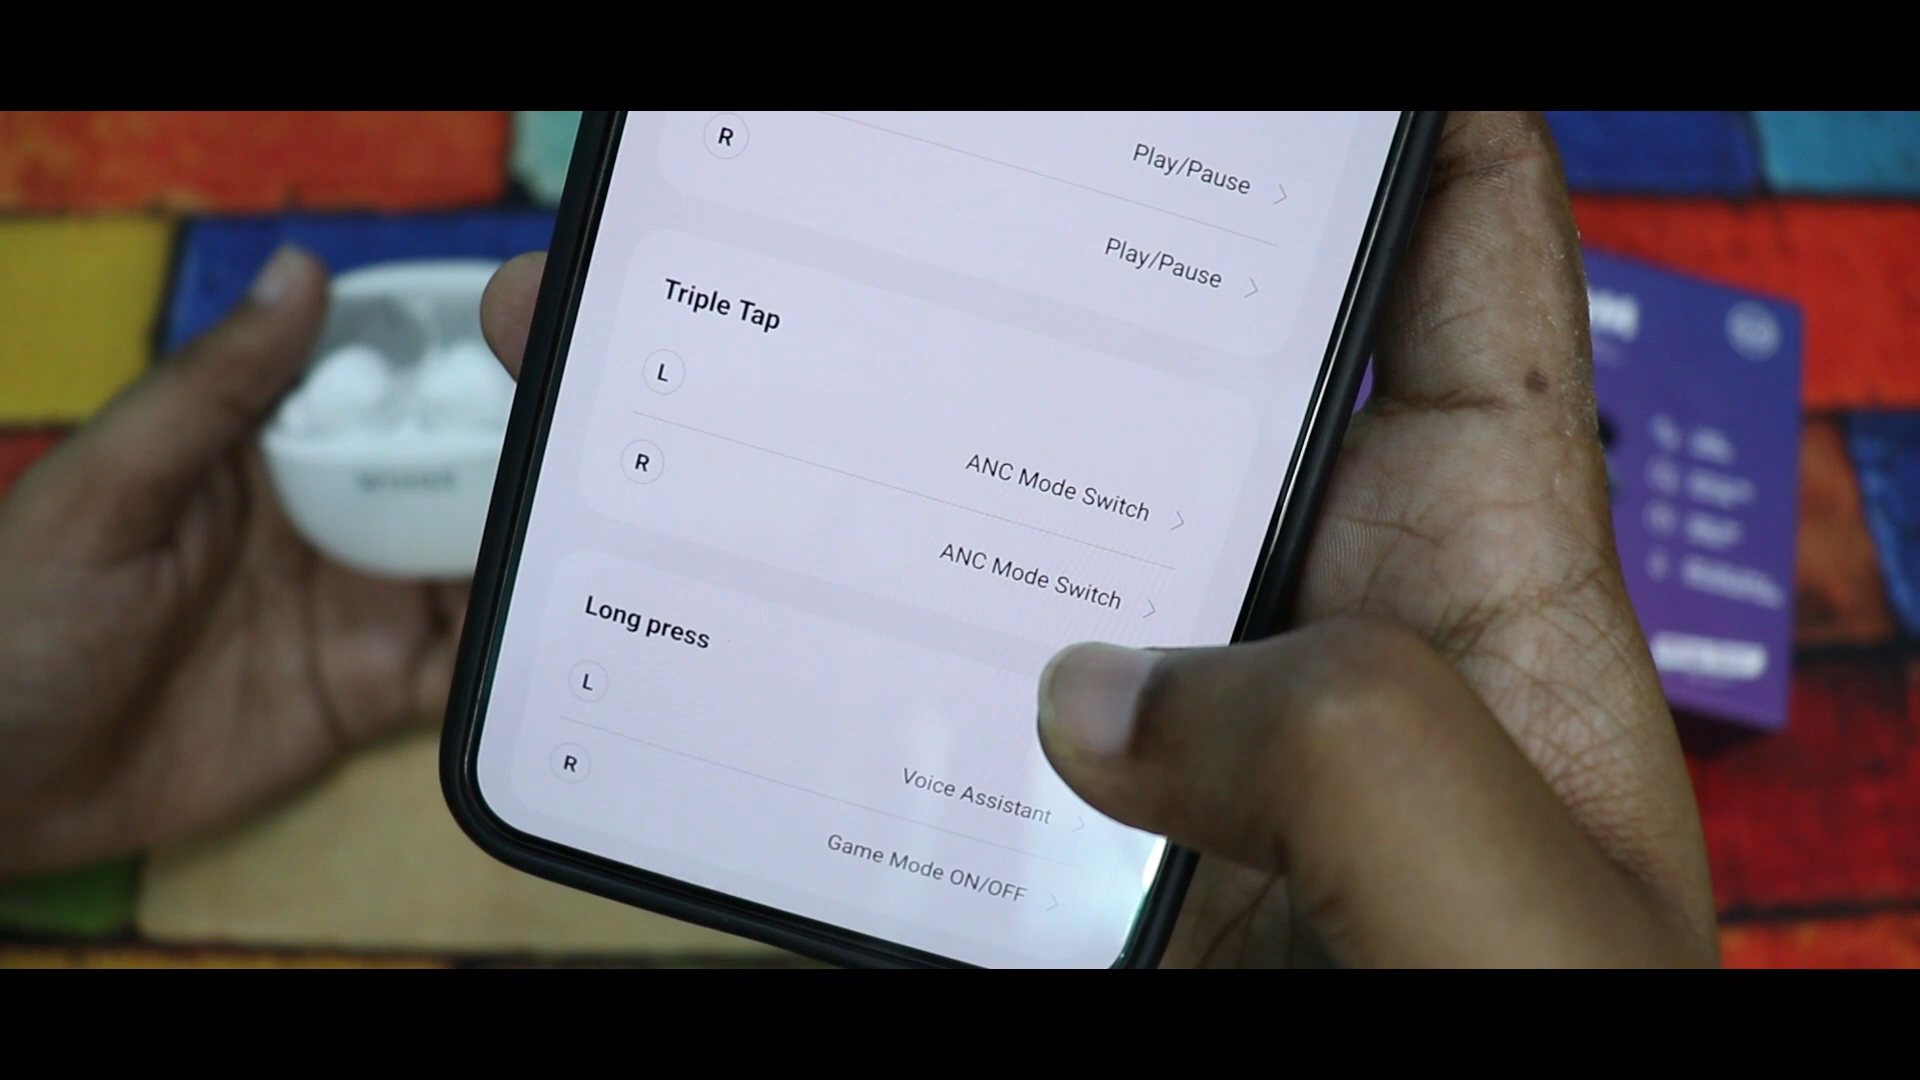 Play/Pause
R
Play/Pause
Triple Tap
L
ANC Mode Switch
R
ANC Mode Switch
Long press
L
Voice Assistant
R
Game Mode ON/OFF